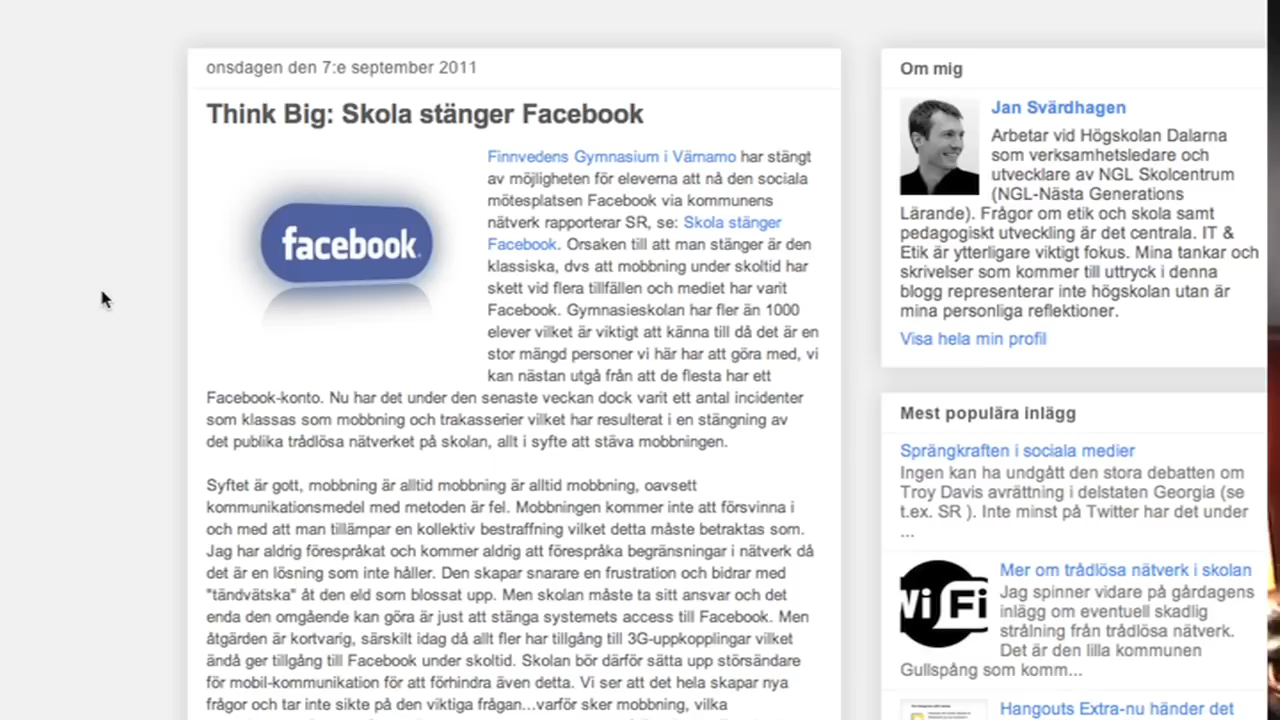 onsdagen den 7:e september 2011
Think Big: Skola stänger Facebook
facebook.
Finnvedens Gymnasium i Värnamo har stängt
av möjligheten för eleverna att nå den sociala
mötesplatsen Facebook via kommunens
nätverk rapporterar SR, se: Skola stänger
Facebook. Orsaken till att man stänger är den
klassiska, dvs att mobbning under skoltid har
skett vid flera tillfällen och mediet har varit
Facebook. Gymnasieskolan har fler än 1000
elever vilket är viktigt att känna till då det är en
stor mängd personer vi här har att göra med, vi
kan nästan utgå från att de flesta har ett
Facebook-konto. Nu har det under den senaste veckan dock varit ett antal incidenter
som klassas som mobbning och trakasserier vilket har resulterat i en stängning av
det publika trådlösa nätverket på skolan, allt i syfte att stäva mobbningen.
Syftet är gott, mobbning är alltid mobbning är alltid mobbning, oavsett
kommunikationsmedel med metoden är fel. Mobbningen kommer inte att försvinna i
och med att man tillämpar en kollektiv bestraffning vilket detta måste betraktas som.
Jag har aldrig förespråkat och kommer aldrig att förespråka begränsningar i nätverk då
det är en lösning som inte håller. Den skapar snarare en frustration och bidrar med
"tändvätska" åt den eld som blossat upp. Men skolan måste ta sitt ansvar och det
enda den omgående kan göra är just att stänga systemets access till Facebook. Men
åtgärden är kortvarig, särskilt idag då allt fler har tillgång till 3G-uppkopplingar vilket
ändå ger tillgång till Facebook under skoltid. Skolan bör därför sätta upp störsändare
för mobil-kommunikation för att förhindra även detta. Vi ser att det hela skapar nya
frågor och tar inte sikte på den viktiga frågan...varför sker mobbning, vilka
Om mig
Jan Svärdhagen
Arbetar vid Högskolan Dalarna
som verksamhetsledare och
utvecklare av NGL Skolcentrum
(NGL-Nästa Generations
Lärande). Frågor om etik och skola samt
pedagogiskt utveckling är det centrala. IT &
Etik är ytterligare viktigt fokus. Mina tankar och
skrivelser som kommer till uttryck i denna
blogg representerar inte högskolan utan är
mina personliga reflektioner.
Visa hela min profil
Mest populära inlägg
Sprängkraften i sociala medier
Ingen kan ha undgått den stora debatten om
Troy Davis avrättning i delstaten Georgia (se
t.ex. SR ). Inte minst på Twitter har det under
...
Wi Fi
Mer om trådlösa nätverk i skolan
Jag spinner vidare på gårdagens
inlägg om eventuell skadlig
strålning från trådlösa nätverk.
Det är den lilla kommunen
Gullspång som komm...
Hangouts Extra-nu händer det